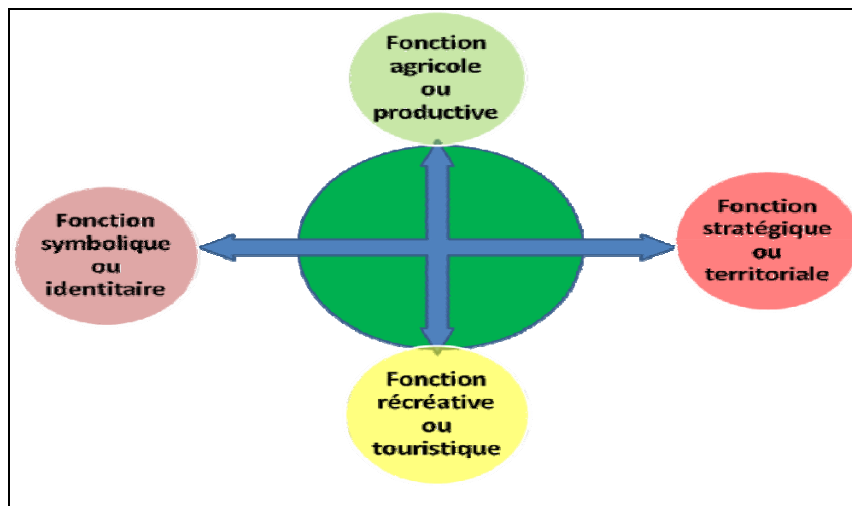 Fonction
agricole
ou
productive
Fonction
symbolique
ou
identitaire
Fonction
stratégique
ou
territoriale
Fonction
récréative
ou
touristique